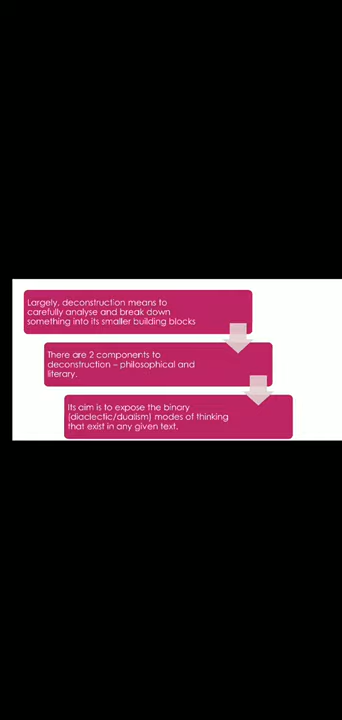 Largely, deconstruction means to
carefully analyse and break down
something into its smaller building blocks
There are 2 components to
deconstruction – philosophical and
literary.
Its aim is to expose the binary
(diaclectic/dualism) modes of thinking
that exist in any given text.